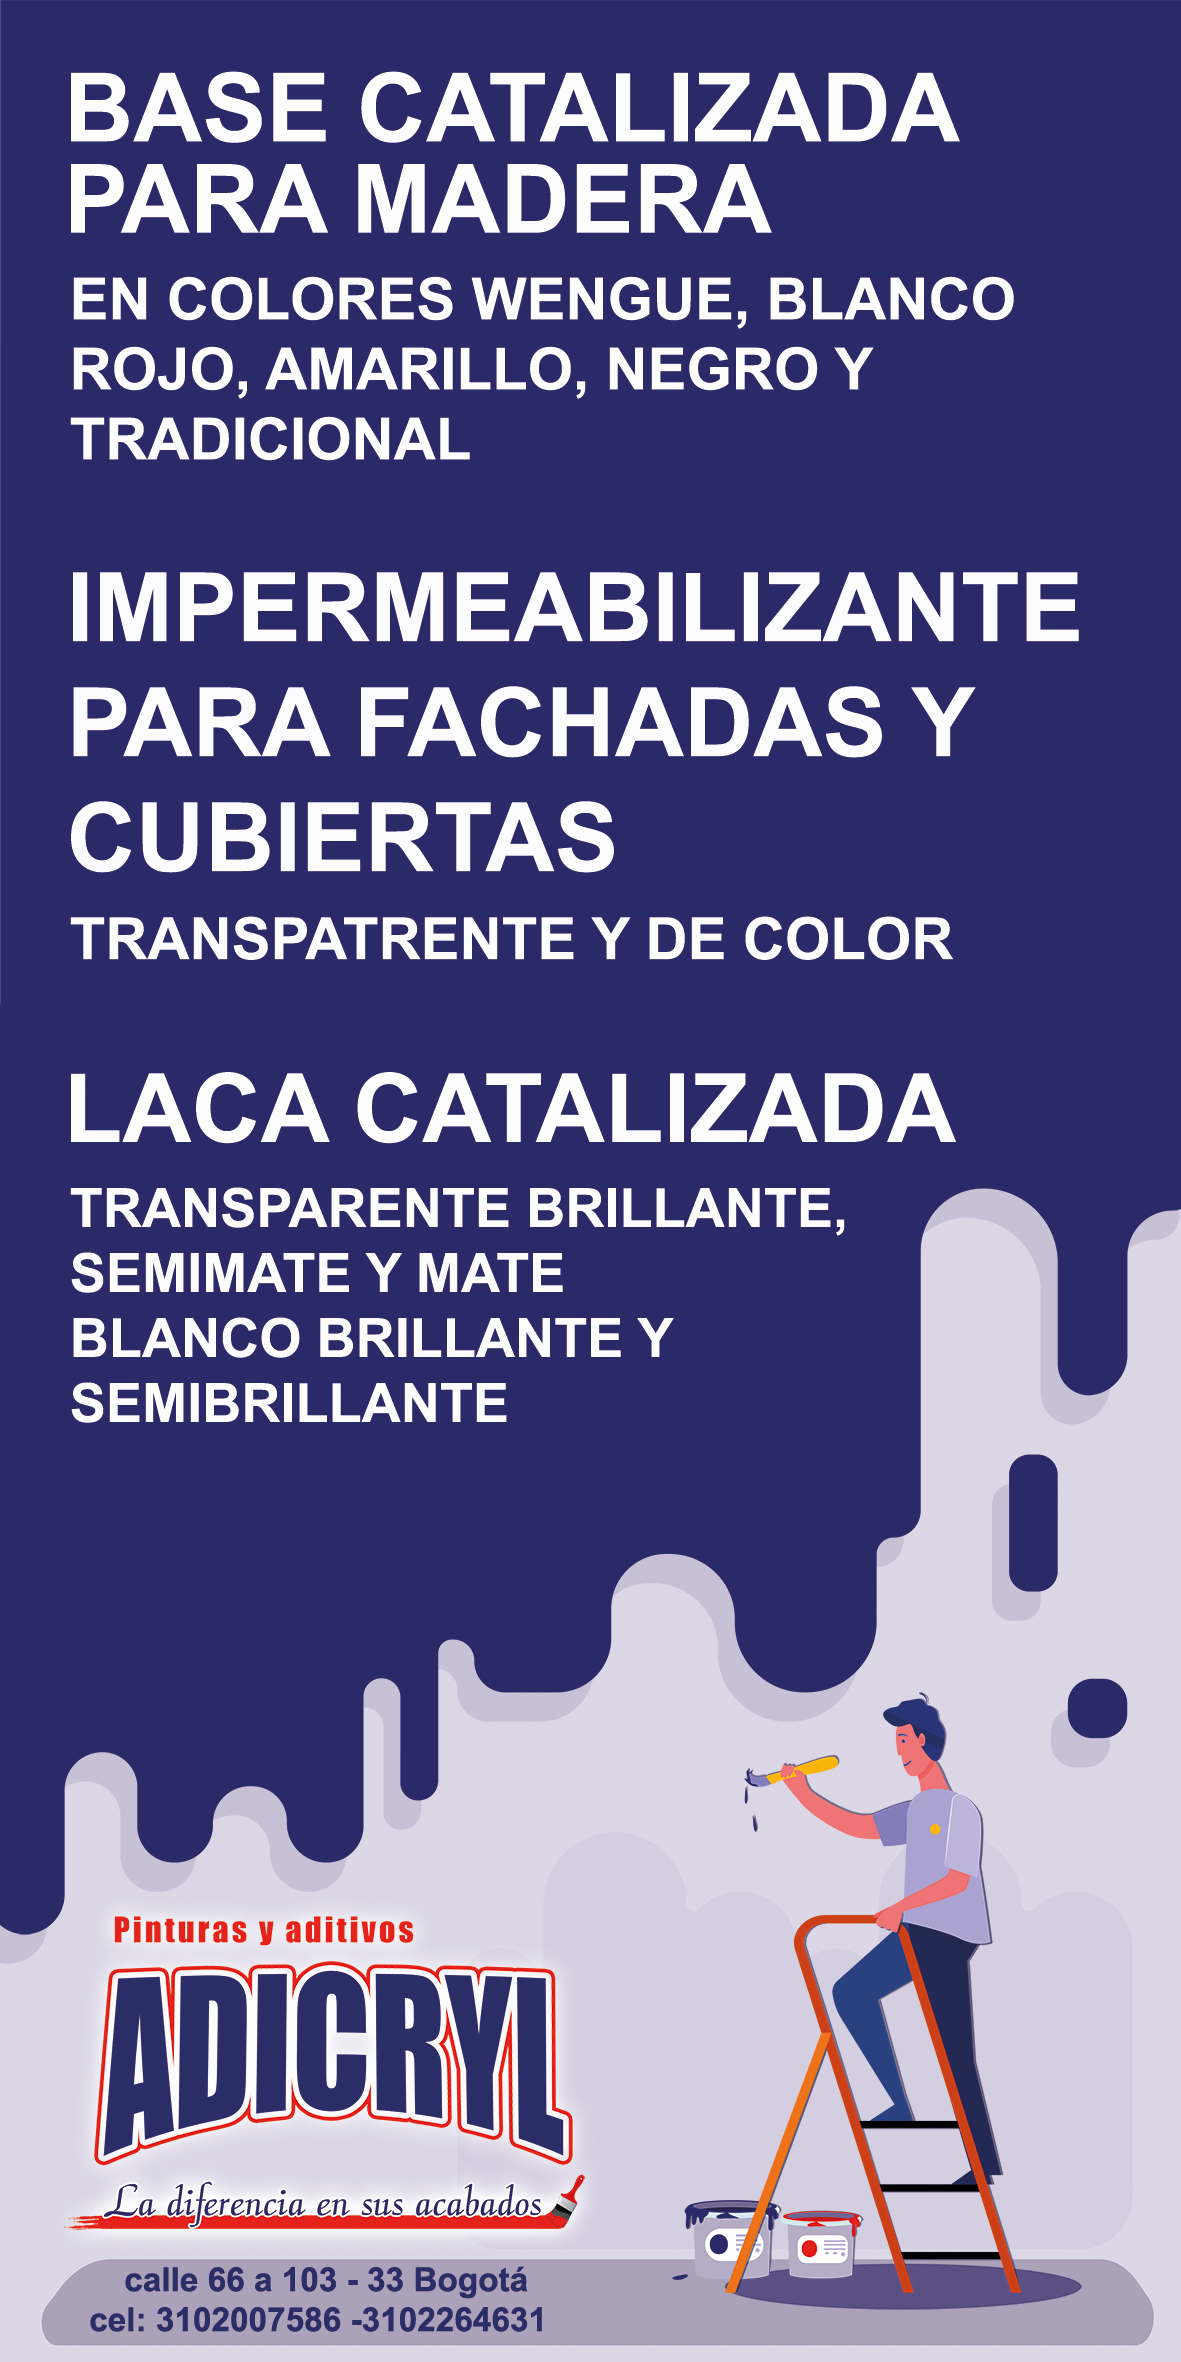 BASE CATALIZADA
PARA MADERA
EN COLORES WENGUE, BLANCO
ROJO, AMARILLO, NEGRO Y
TRADICIONAL
IMPERMEABILIZANTE
PARA FACHADAS Y
CUBIERTAS
TRANSPATRENTE Y DE COLOR
LACA CATALIZADA
TRANSPARENTE BRILLANTE,
SEMIMATE Y MATE
BLANCO BRILLANTE Y
SEMIBRILLANTE
Pinturas y aditivos
ADICRYL
La diferencia en sus acabados
calle 66 a 103 - 33 Bogotá
cel: 3102007586 -3102264631